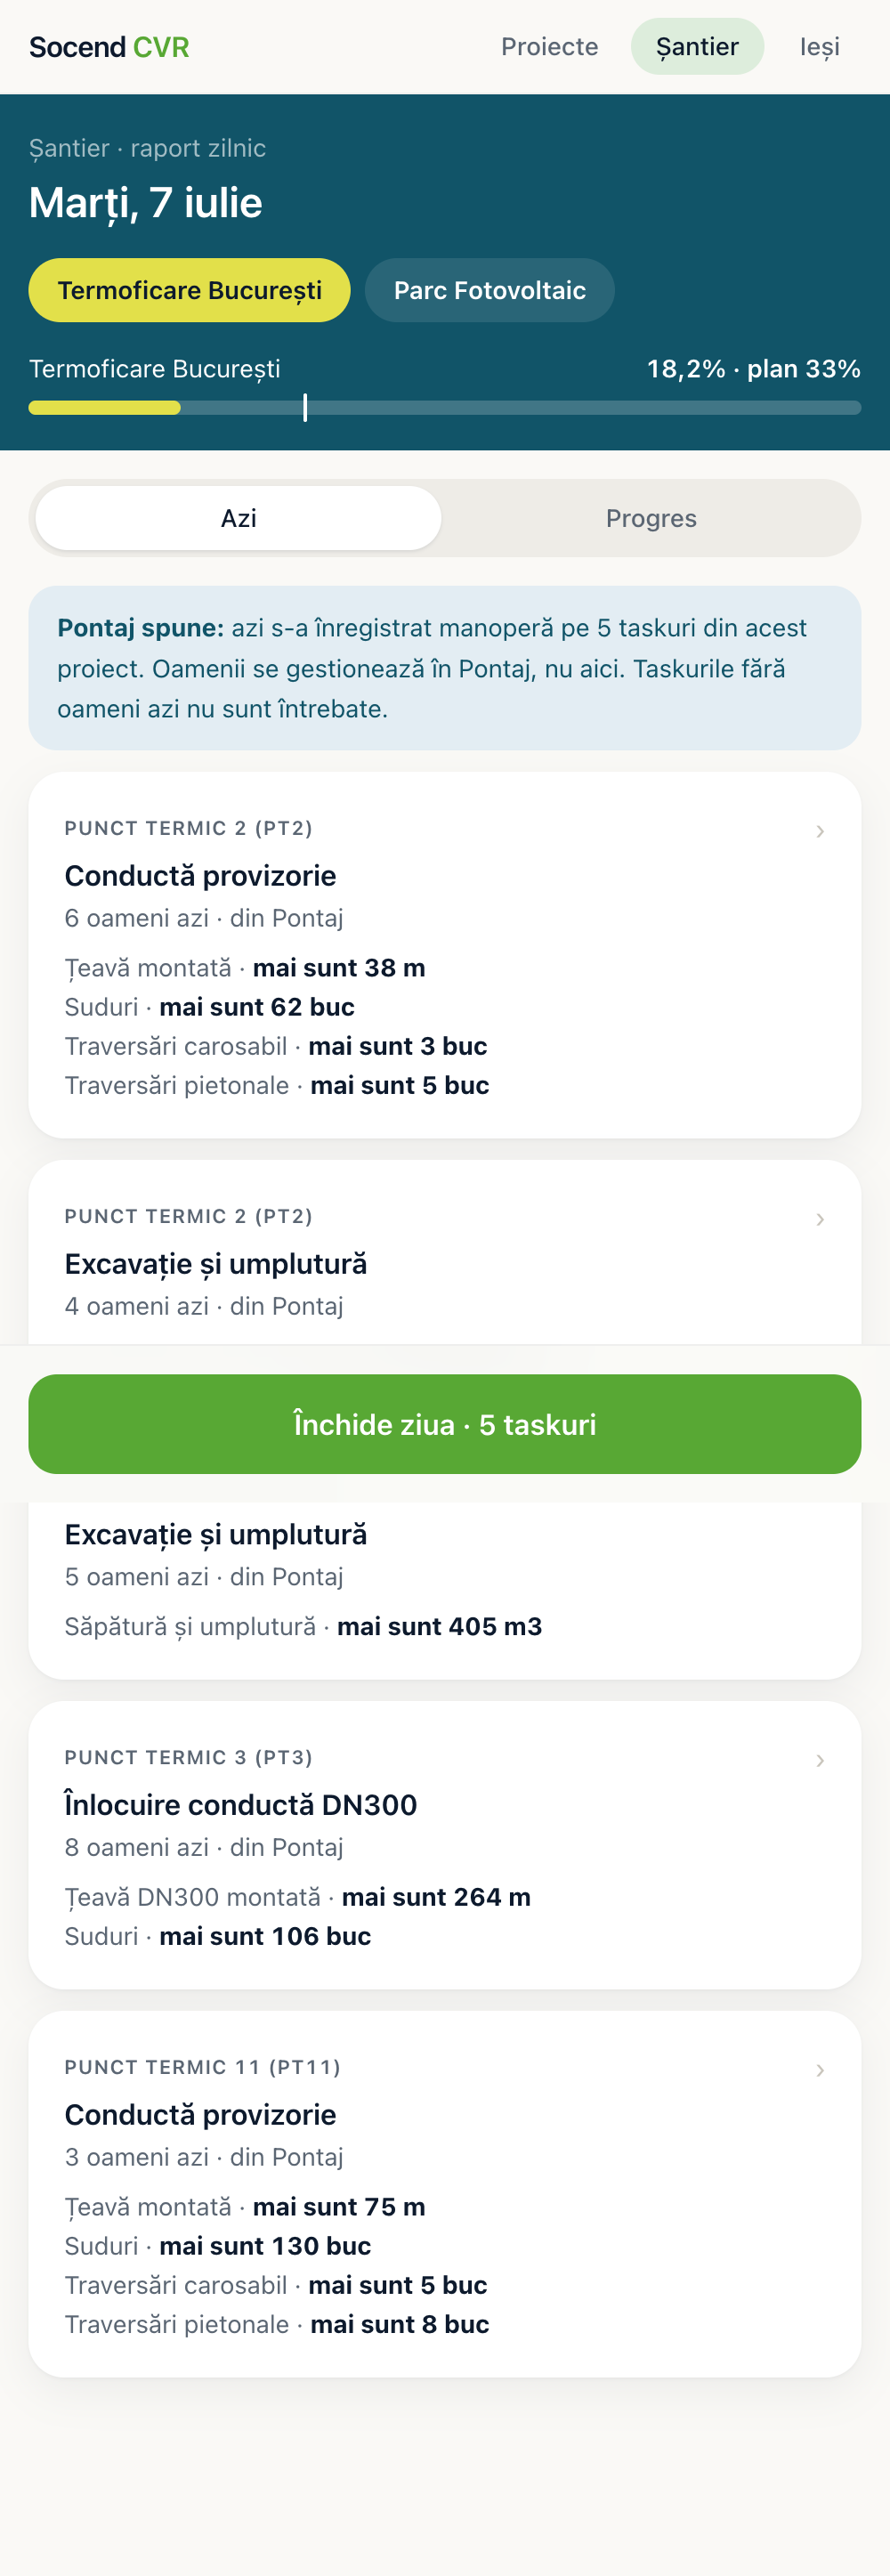 Socend CVR
Proiecte
Șantier
Ieși
Șantier · raport zilnic
Marți, 7 iulie
Termoficare București
Parc Fotovoltaic
Termoficare București
18,2% · plan 33%
Azi
Progres
Pontaj spune: azi s-a înregistrat manoperă pe 5 taskuri din acest
proiect. Oamenii se gestionează în Pontaj, nu aici. Taskurile fără
oameni azi nu sunt întrebate.
PUNCT TERMIC 2 (PT2)
Conductă provizorie
6 oameni azi · din Pontaj
Țeavă montată · mai sunt 38 m
Suduri · mai sunt 62 buc
Traversări carosabil · mai sunt 3 buc
Traversări pietonale · mai sunt 5 buc
PUNCT TERMIC 2 (PT2)
Excavație și umplutură
4 oameni azi · din Pontaj
Închide ziua · 5 taskuri
Excavație și umplutură
5 oameni azi · din Pontaj
Săpătură și umplutură · mai sunt 405 m3
PUNCT TERMIC 3 (PT3)
Înlocuire conductă DN300
8 oameni azi · din Pontaj
Țeavă DN300 montată · mai sunt 264 m
Suduri · mai sunt 106 buc
PUNCT TERMIC 11 (PT11)
Conductă provizorie
3 oameni azi · din Pontaj
Țeavă montată · mai sunt 75 m
Suduri · mai sunt 130 buc
Traversări carosabil · mai sunt 5 buc
Traversări pietonale · mai sunt 8 buc